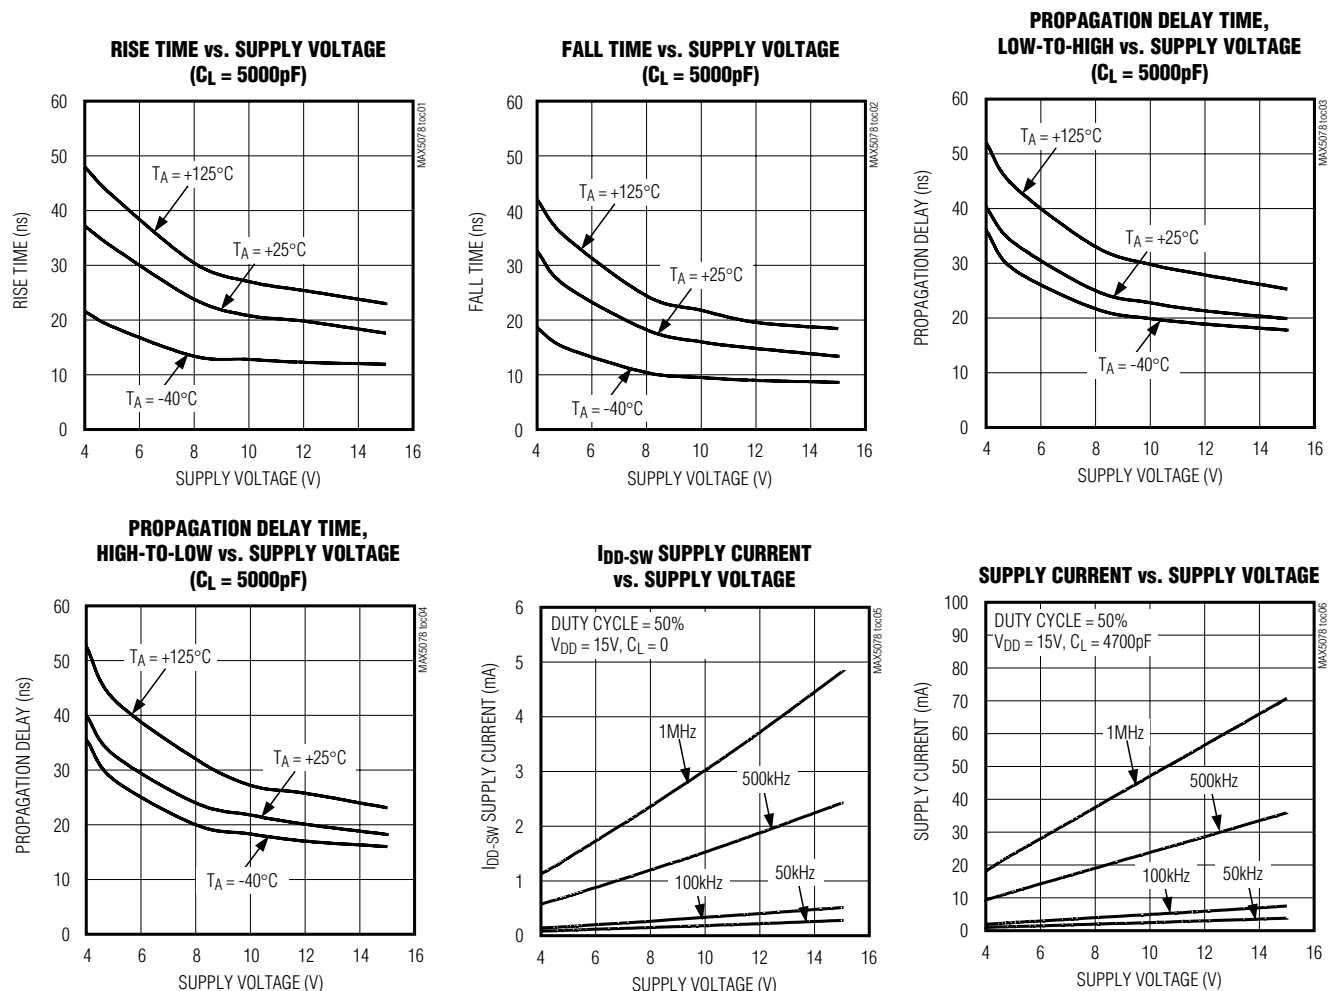 RISE TIME vs. SUPPLY VOLTAGE
(CL = 5000pF)
60
50
40
30
20
10
0
RISE TIME (ns)
TA = +125°C
TA = +25°C
TA = -40°C
4 6 8 10 12 14 16
SUPPLY VOLTAGE (V)
MAX5078 toc01
FALL TIME vs. SUPPLY VOLTAGE
(CL = 5000pF)
60
50
40
30
20
10
0
FALL TIME (ns)
TA = +125°C
TA = +25°C
TA = -40°C
4 6 8 10 12 14 16
SUPPLY VOLTAGE (V)
MAX5078 toc02
PROPAGATION DELAY TIME,
LOW-TO-HIGH vs. SUPPLY VOLTAGE
(CL = 5000pF)
60
50
40
30
20
10
0
PROPAGATION DELAY (ns)
TA = +125°C
TA = +25°C
TA = -40°C
4 6 8 10 12 14 16
SUPPLY VOLTAGE (V)
MAX5078 toc03
PROPAGATION DELAY TIME,
HIGH-TO-LOW vs. SUPPLY VOLTAGE
(CL = 5000pF)
60
50
40
30
20
10
0
PROPAGATION DELAY (ns)
TA = +125°C
TA = +25°C
TA = -40°C
4 6 8 10 12 14 16
SUPPLY VOLTAGE (V)
MAX5078 toc04
IDD-SW SUPPLY CURRENT
vs. SUPPLY VOLTAGE
6
5
4
3
2
1
0
IDD-SW SUPPLY CURRENT (mA)
DUTY CYCLE = 50%
VDD = 15V, CL = 0
1MHz
500kHz
100kHz
50kHz
4 6 8 10 12 14 16
SUPPLY VOLTAGE (V)
MAX5078 toc05
SUPPLY CURRENT vs. SUPPLY VOLTAGE
100
90
80
70
60
50
40
30
20
10
0
SUPPLY CURRENT (mA)
DUTY CYCLE = 50%
VDD = 15V, CL = 4700pF
1MHz
500kHz
100kHz
50kHz
4 6 8 10 12 14 16
SUPPLY VOLTAGE (V)
MAX5078 toc06